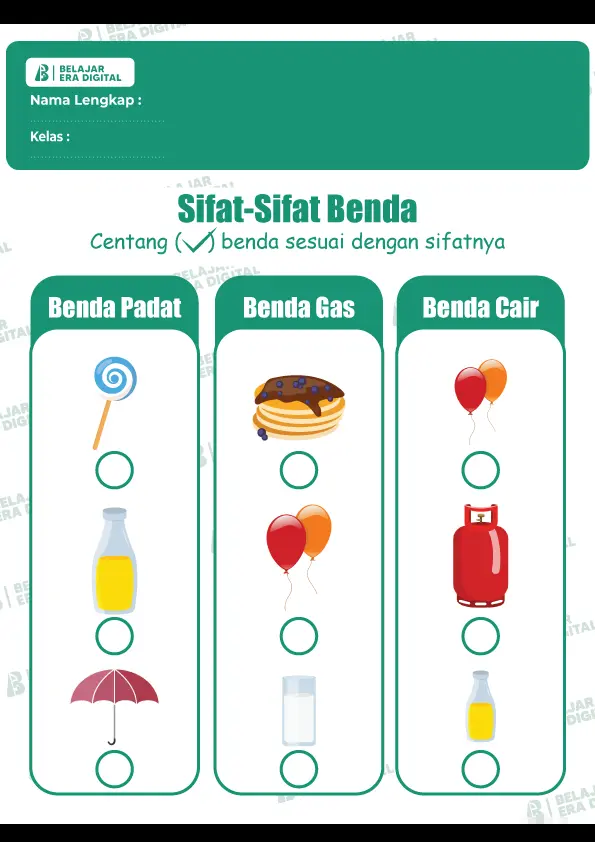 BELAJAR
ERA DIGITAL
Nama Lengkap :
Kelas :
Sifat-Sifat Benda
Centang (✓) benda sesuai dengan sifatnya
Benda Padat
Benda Gas
Benda Cair